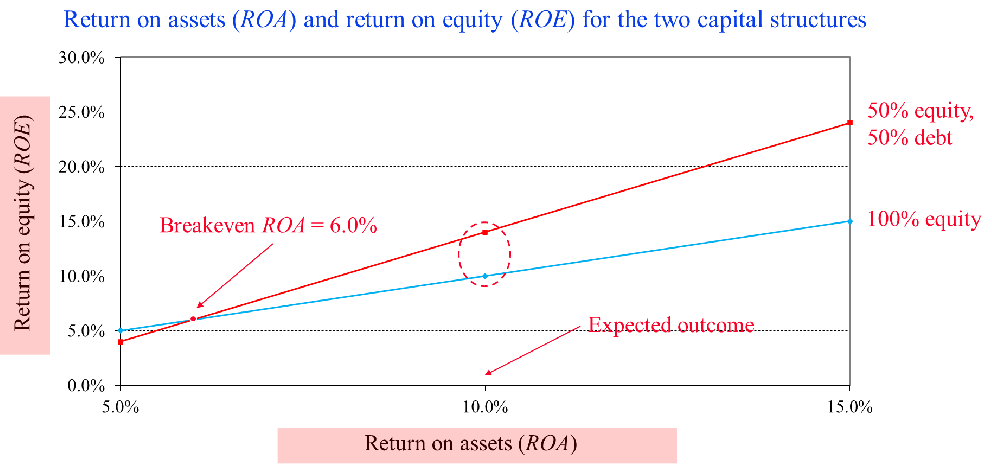 Return on assets (ROA) and return on equity (ROE) for the two capital structures
30.0%
25.0%
20.0%
15.0%
10.0%
5.0%
0.0%
Return on equity (ROE)
50% equity,
50% debt
100% equity
Breakeven ROA = 6.0%
Expected outcome
5.0%
10.0%
15.0%
Return on assets (ROA)